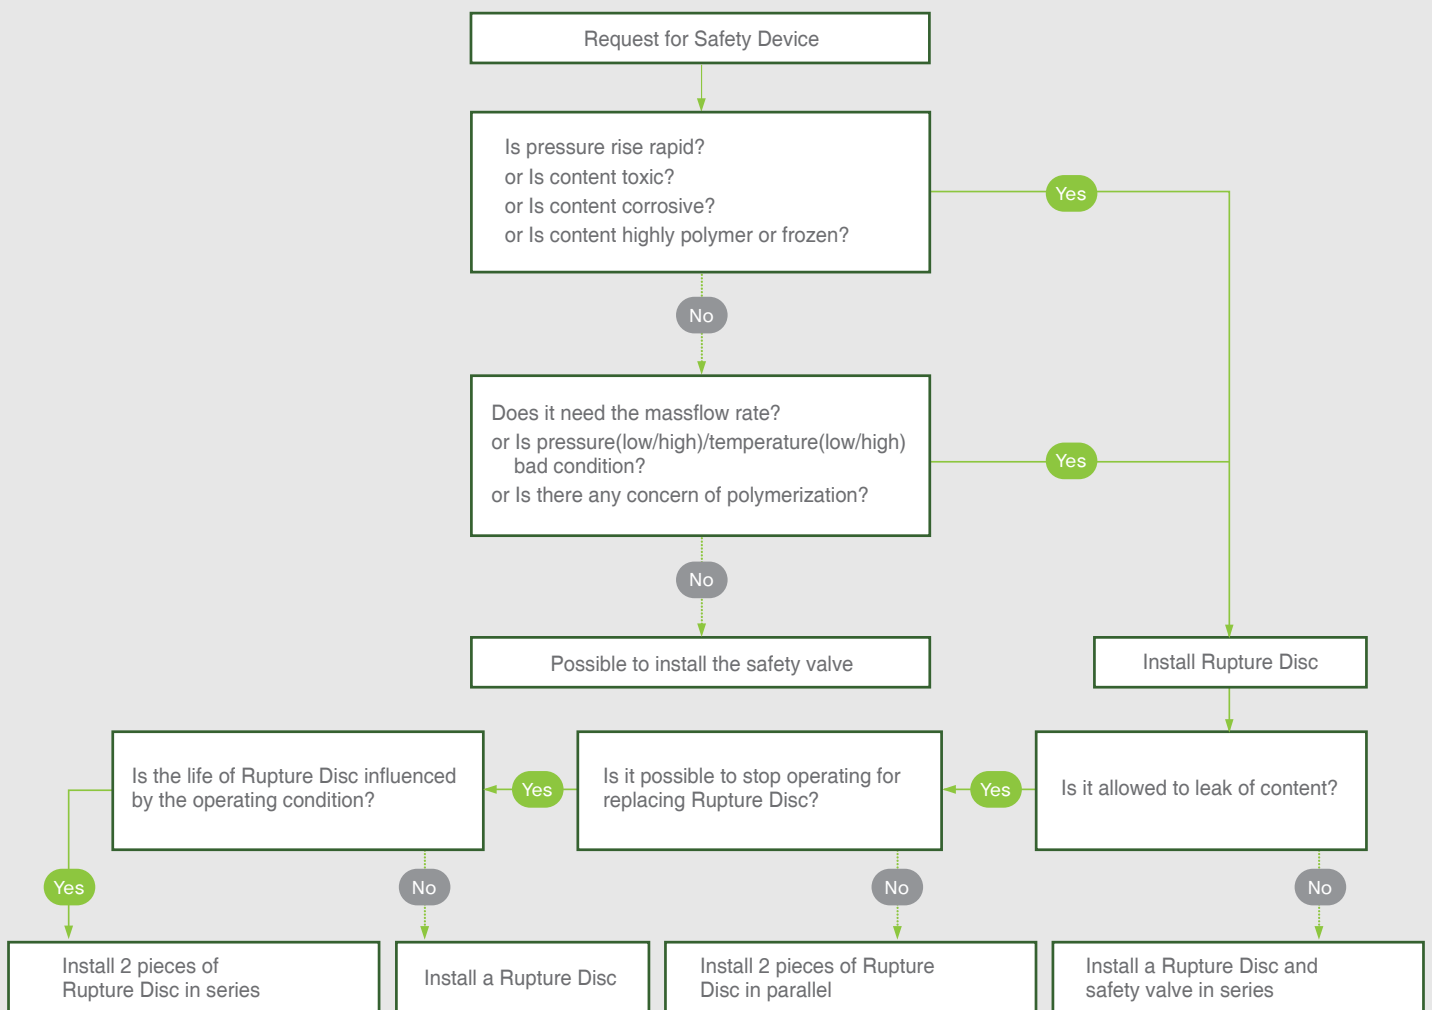 Request for Safety Device
Is pressure rise rapid?
or Is content toxic?
or Is content corrosive?
or Is content highly polymer or frozen?
Yes
No
Does it need the massflow rate?
or Is pressure(low/high)/temperature(low/high)
bad condition?
or Is there any concern of polymerization?
Yes
No
Possible to install the safety valve
Install Rupture Disc
Is the life of Rupture Disc influenced
by the operating condition?
Yes
Is it possible to stop operating for
replacing Rupture Disc?
Yes
Is it allowed to leak of content?
Yes
No
No
No
Install 2 pieces of
Rupture Disc in series
Install a Rupture Disc
Install 2 pieces of Rupture
Disc in parallel
Install a Rupture Disc and
safety valve in series